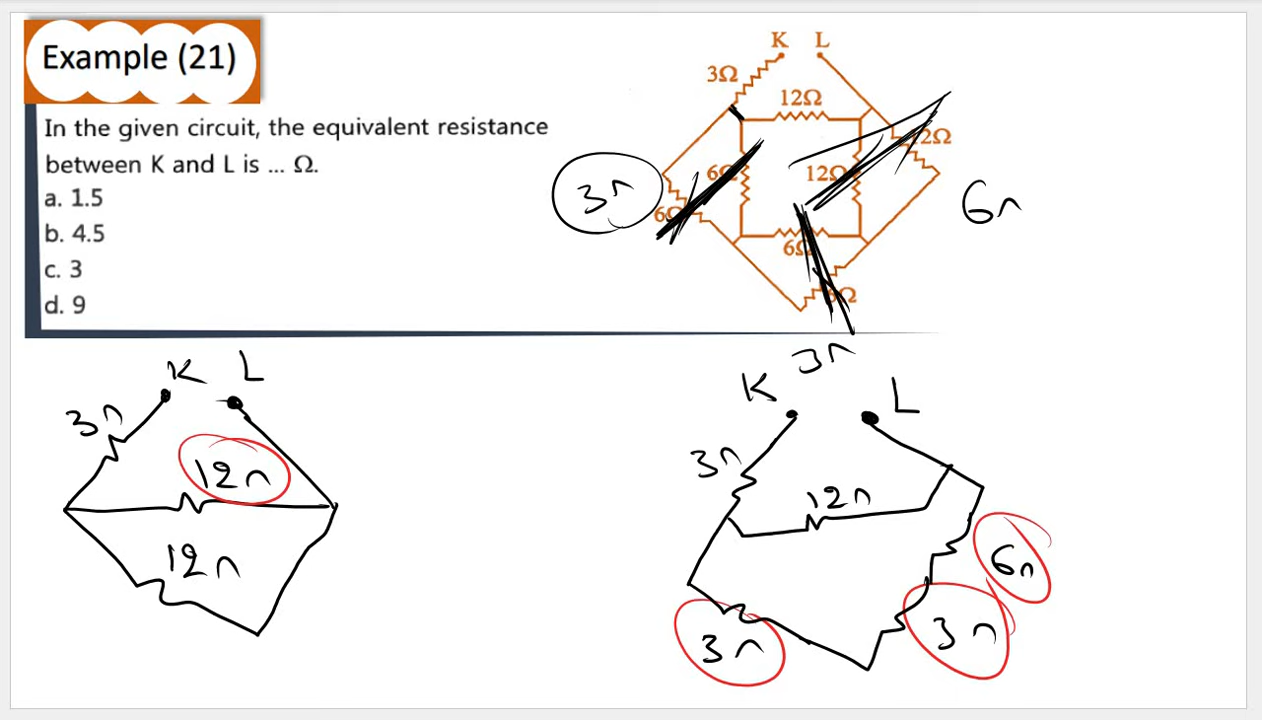 Example (21)
In the given circuit, the equivalent resistance
between K and L is ... Ω.
a. 1.5
b. 4.5
c. 3
d. 9
K L
3Ω
12Ω
2Ω
6Ω
12Ω
6Ω
6Ω
Ω
3Ω
6Ω
3Ω
K L
3Ω
12Ω
12Ω
K L
3Ω
12Ω
6Ω
3Ω
3Ω